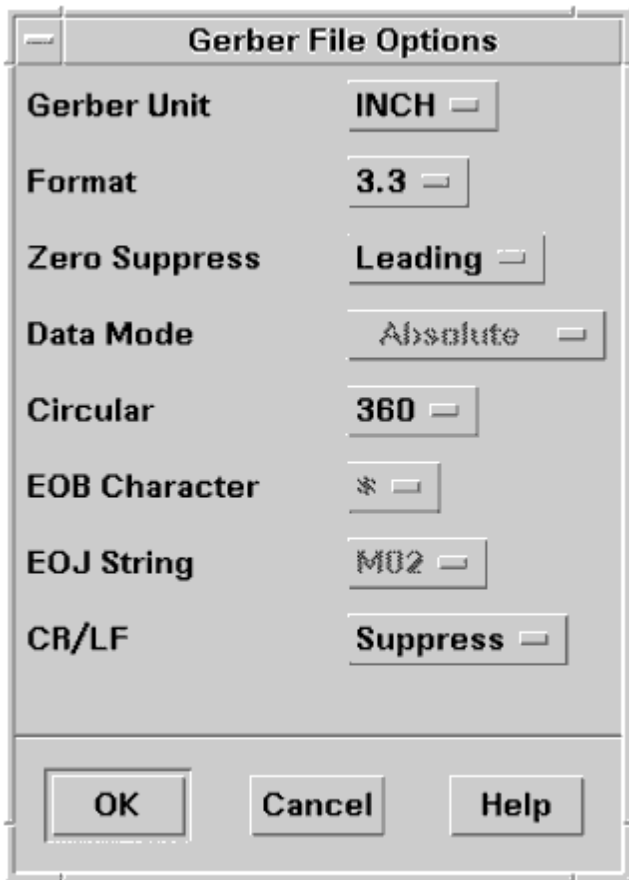 Gerber File Options
Gerber Unit INCH
Format 3.3
Zero Suppress Leading
Data Mode Absolute
Circular 360
EOB Character *
EOJ String M02
CR/LF Suppress
OK Cancel Help